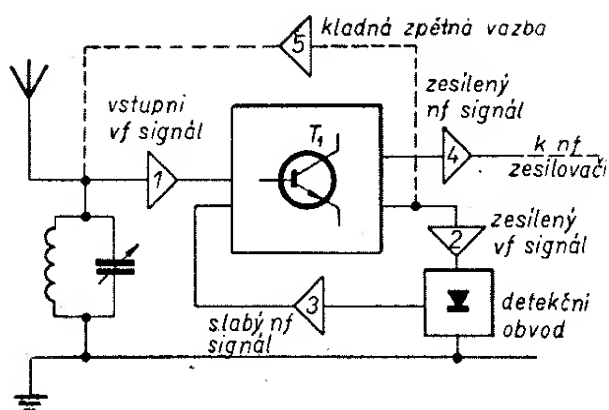 5
kladná zpětná vazba
vstupni
vf signál
zesílený
nf signál
T1
1
4
k nf
zesilovači
2
zesílený
vf signál
3
slabý nf
signál
detekční
obvod